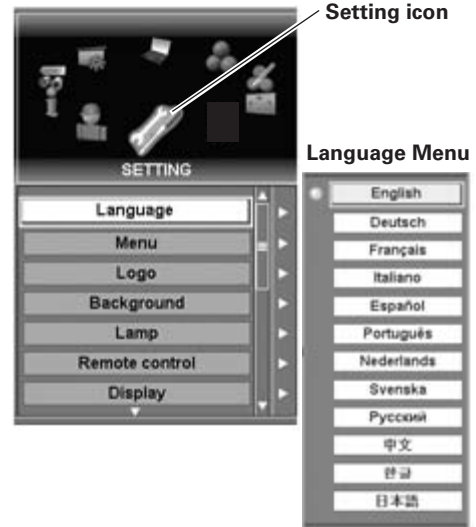 Setting icon
SETTING
Language
Menu
Logo
Background
Lamp
Remote control
Display
Language Menu
English
Deutsch
Français
Italiano
Español
Português
Nederlands
Svenska
Русский
中文
한글
日本語